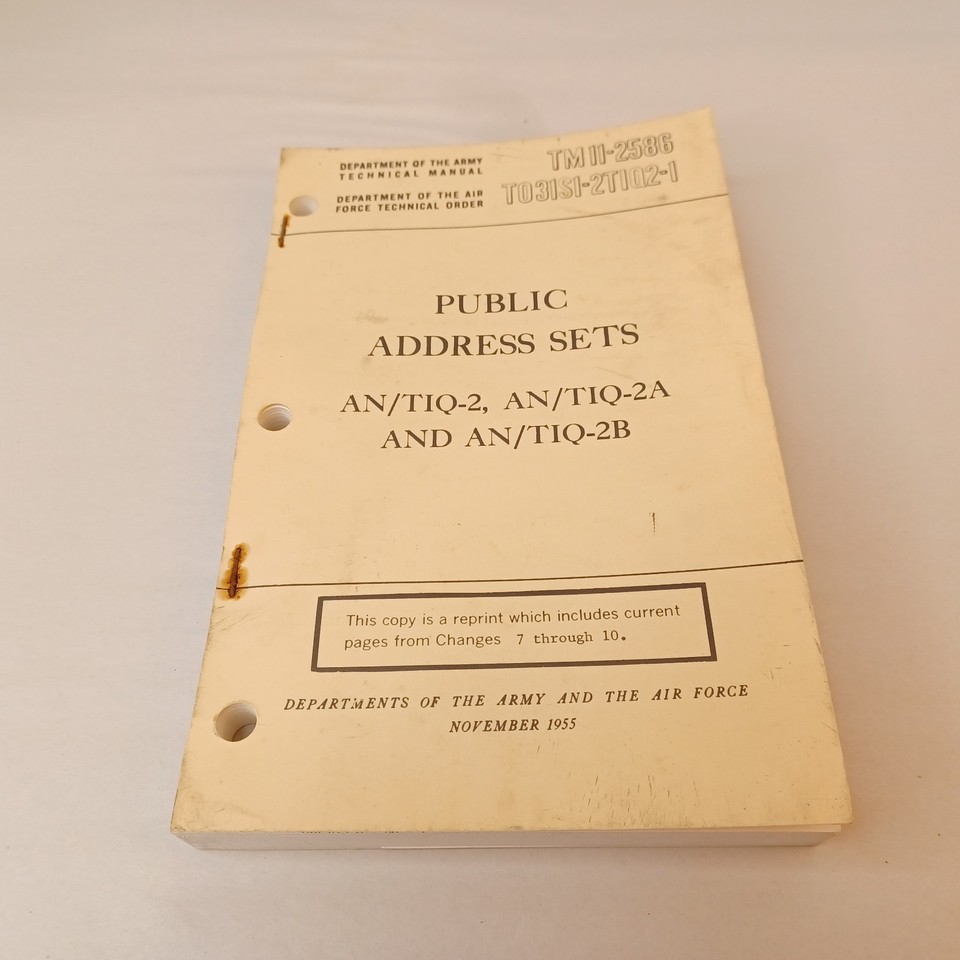 DEPARTMENT OF THE ARMY
TECHNICAL MANUAL
DEPARTMENT OF THE AIR
FORCE TECHNICAL ORDER
TM 11-2586
TO31S1-2TIQ2-1
PUBLIC
ADDRESS SETS
AN/TIQ-2, AN/TIQ-2A
AND AN/TIQ-2B
This copy is a reprint which includes current
pages from Changes 7 through 10.
DEPARTMENTS OF THE ARMY AND THE AIR FORCE
NOVEMBER 1955